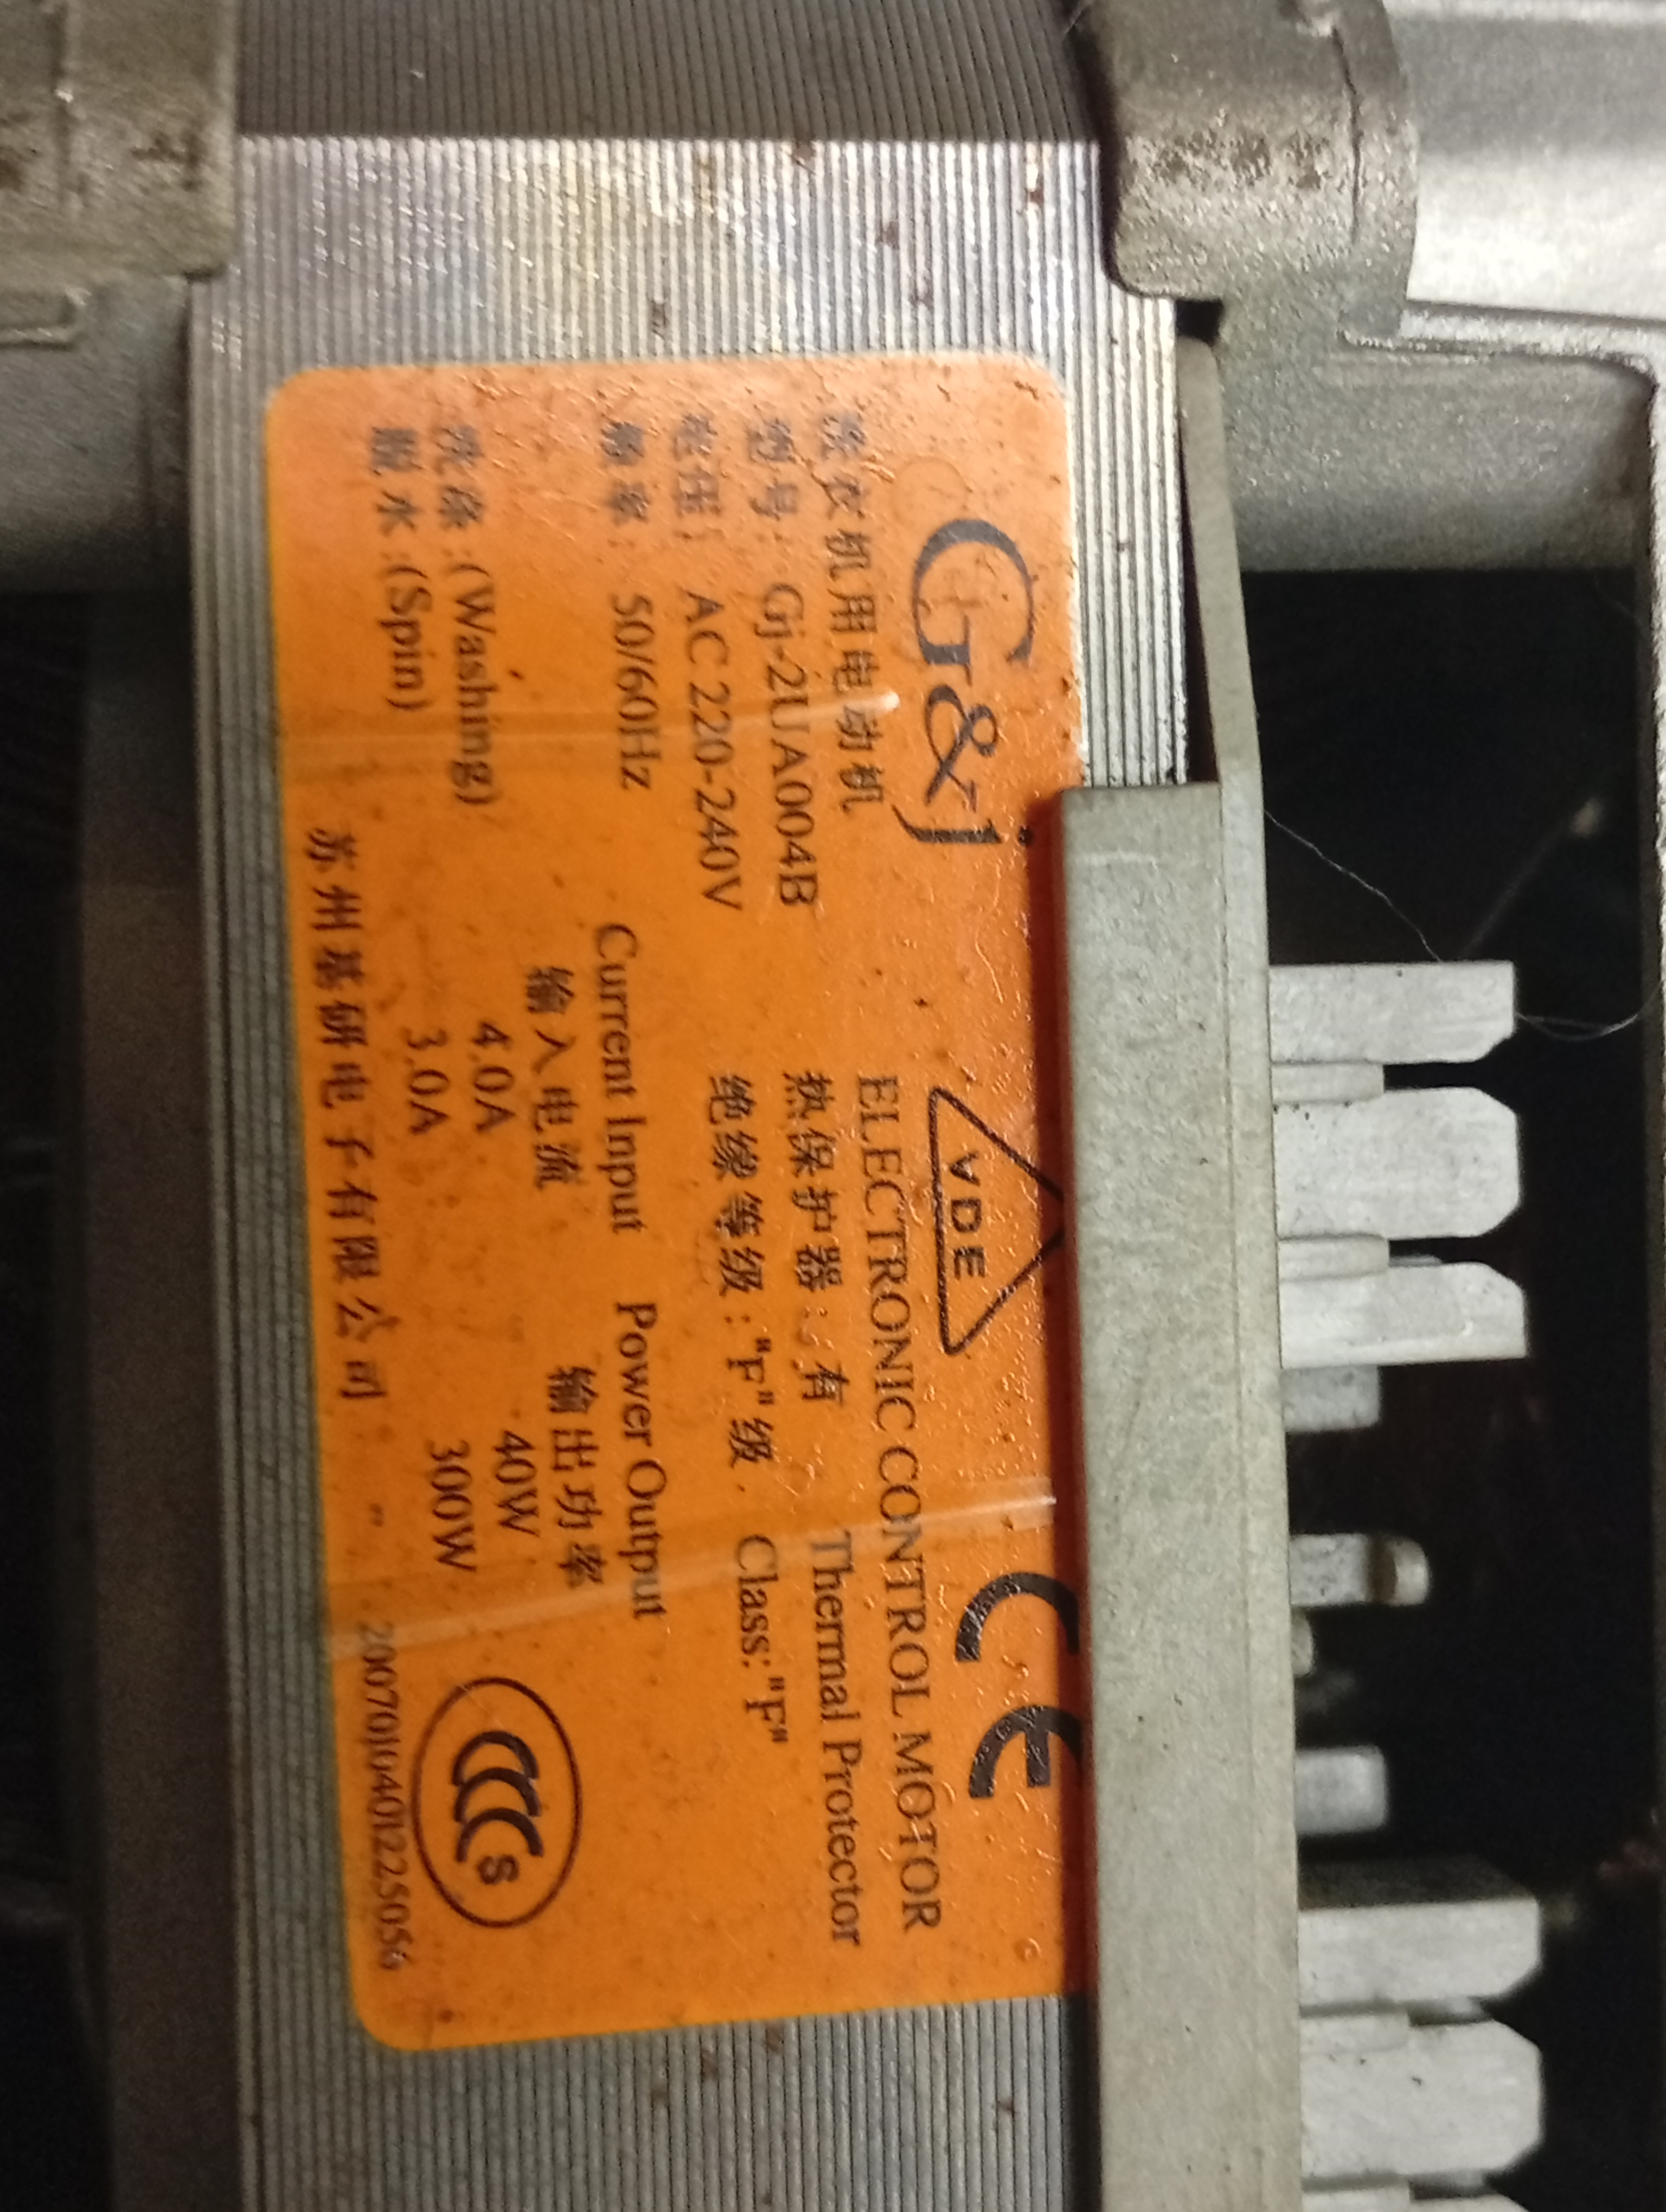 G&j VDE CE
洗衣机用电动机 ELECTRONIC CONTROL MOTOR
型号: Gj-2UA004B 热保护器: 有 Thermal Protector
电压: AC 220-240V 绝缘等级: "F"级 Class: "F"
频率: 50/60Hz Current Input Power Output
输入电流 输出功率
洗涤:(Washing) 4.0A 40W
脱水:(Spin) 3.0A 300W
CCC S
苏州基研电子有限公司 2007010401225056